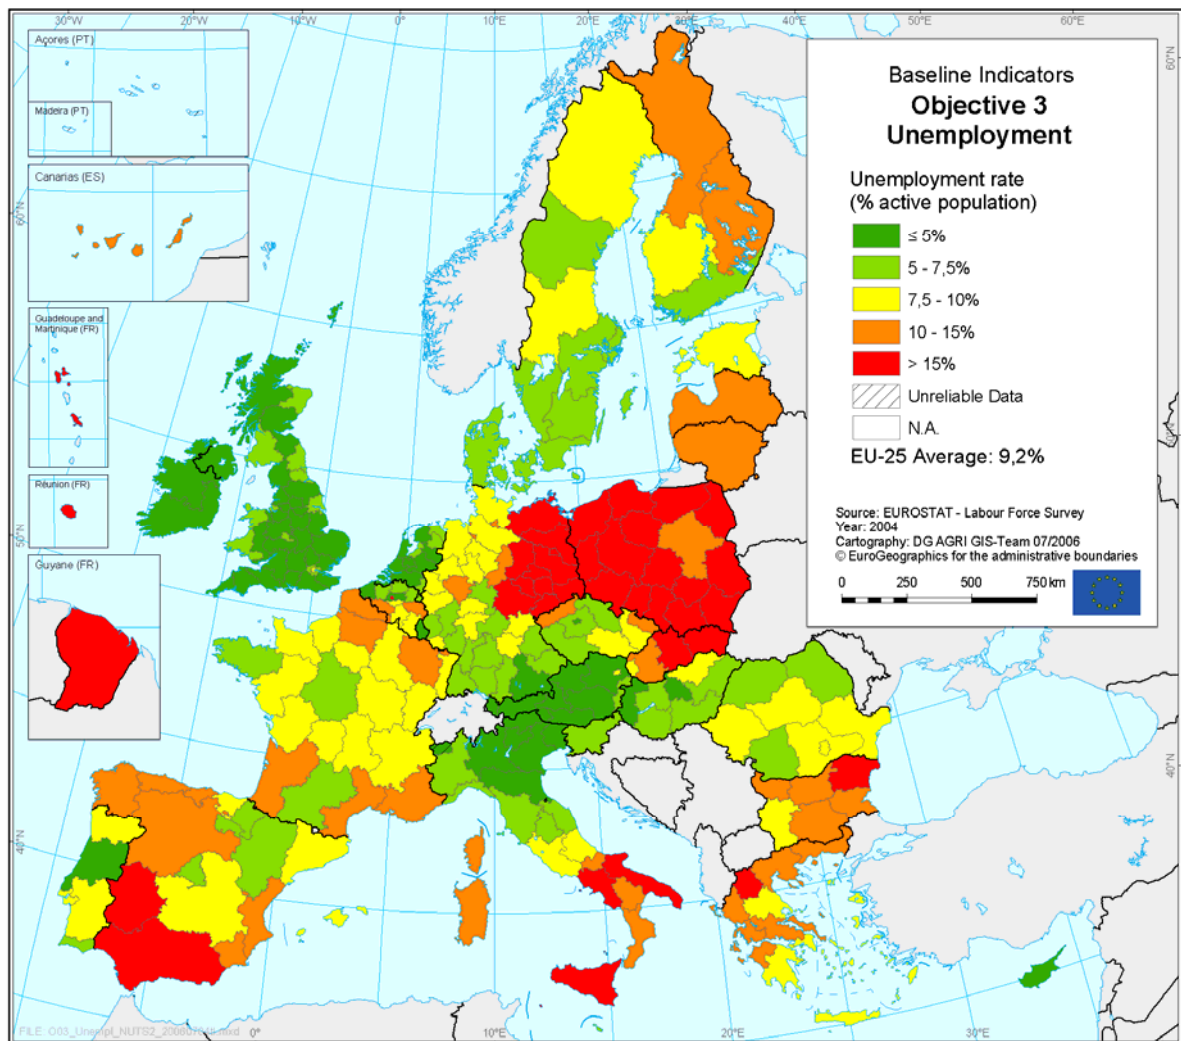 30°W
20°W
10°W
0°
10°E
20°E
30°E
40°E
50°E
60°E
Açores (PT)
Madeira (PT)
Canarias (ES)
Guadeloupe and
Martinique (FR)
Réunion (FR)
Guyane (FR)
Baseline Indicators
Objective 3
Unemployment
Unemployment rate
(% active population)
≤ 5%
5 - 7,5%
7,5 - 10%
10 - 15%
> 15%
Unreliable Data
N.A.
EU-25 Average: 9,2%
Source: EUROSTAT - Labour Force Survey
Year: 2004
Cartography: DG AGRI GIS-Team 07/2006
© EuroGeographics for the administrative boundaries
0 250 500 750 km
60°N
60°N
50°N
40°N
40°N
0°
10°E
20°E
30°E